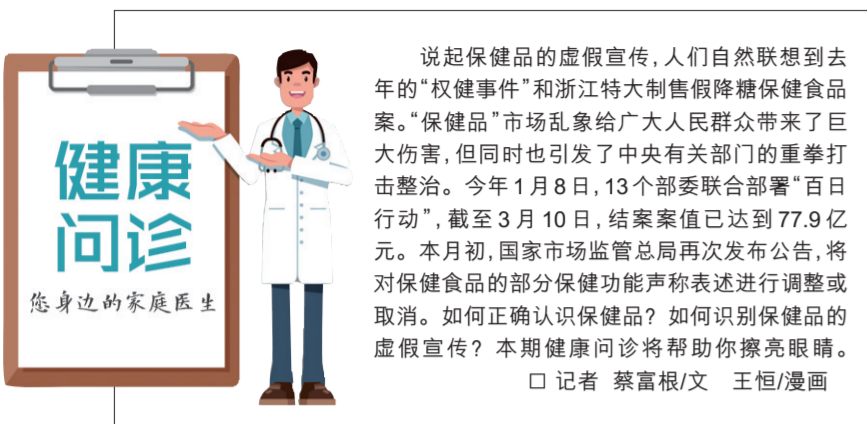 健康
问诊
您身边的家庭医生
说起保健品的虚假宣传,人们自然联想到去
年的“权健事件”和浙江特大制售假降糖保健食品
案。“保健品”市场乱象给广大人民群众带来了巨
大伤害,但同时也引发了中央有关部门的重拳打
击整治。今年1月8日,13个部委联合部署“百日
行动”,截至3月10日,结案案值已达到77.9亿
元。本月初,国家市场监管总局再次发布公告,将
对保健食品的部分保健功能声称表述进行调整或
取消。如何正确认识保健品?如何识别保健品的
虚假宣传?本期健康问诊将帮助你擦亮眼睛。
□ 记者 蔡富根/文 王恒/漫画